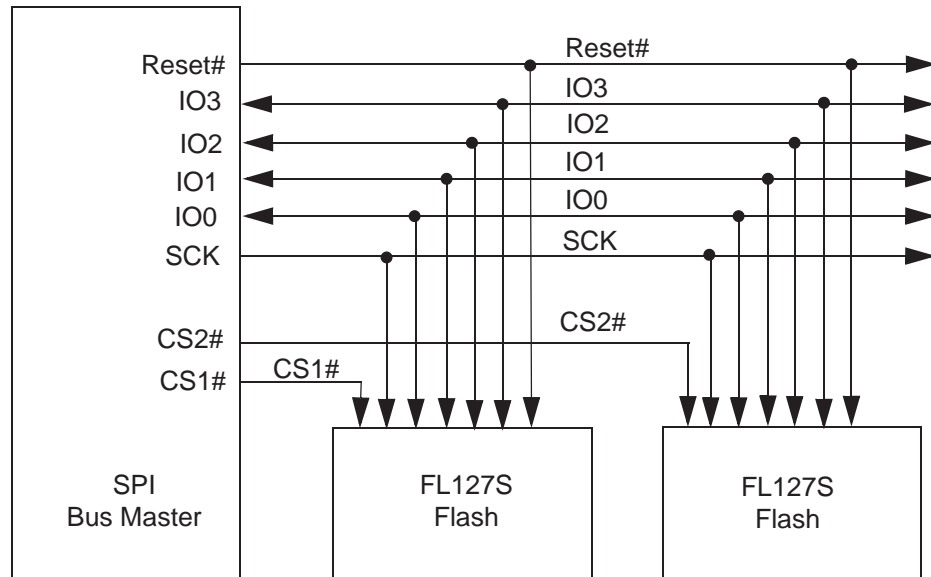 Reset#
Reset#
IO3
IO3
IO2
IO2
IO1
IO1
IO0
IO0
SCK
SCK
CS2#
CS2#
CS1#
CS1#
SPI
Bus Master
FL127S
Flash
FL127S
Flash